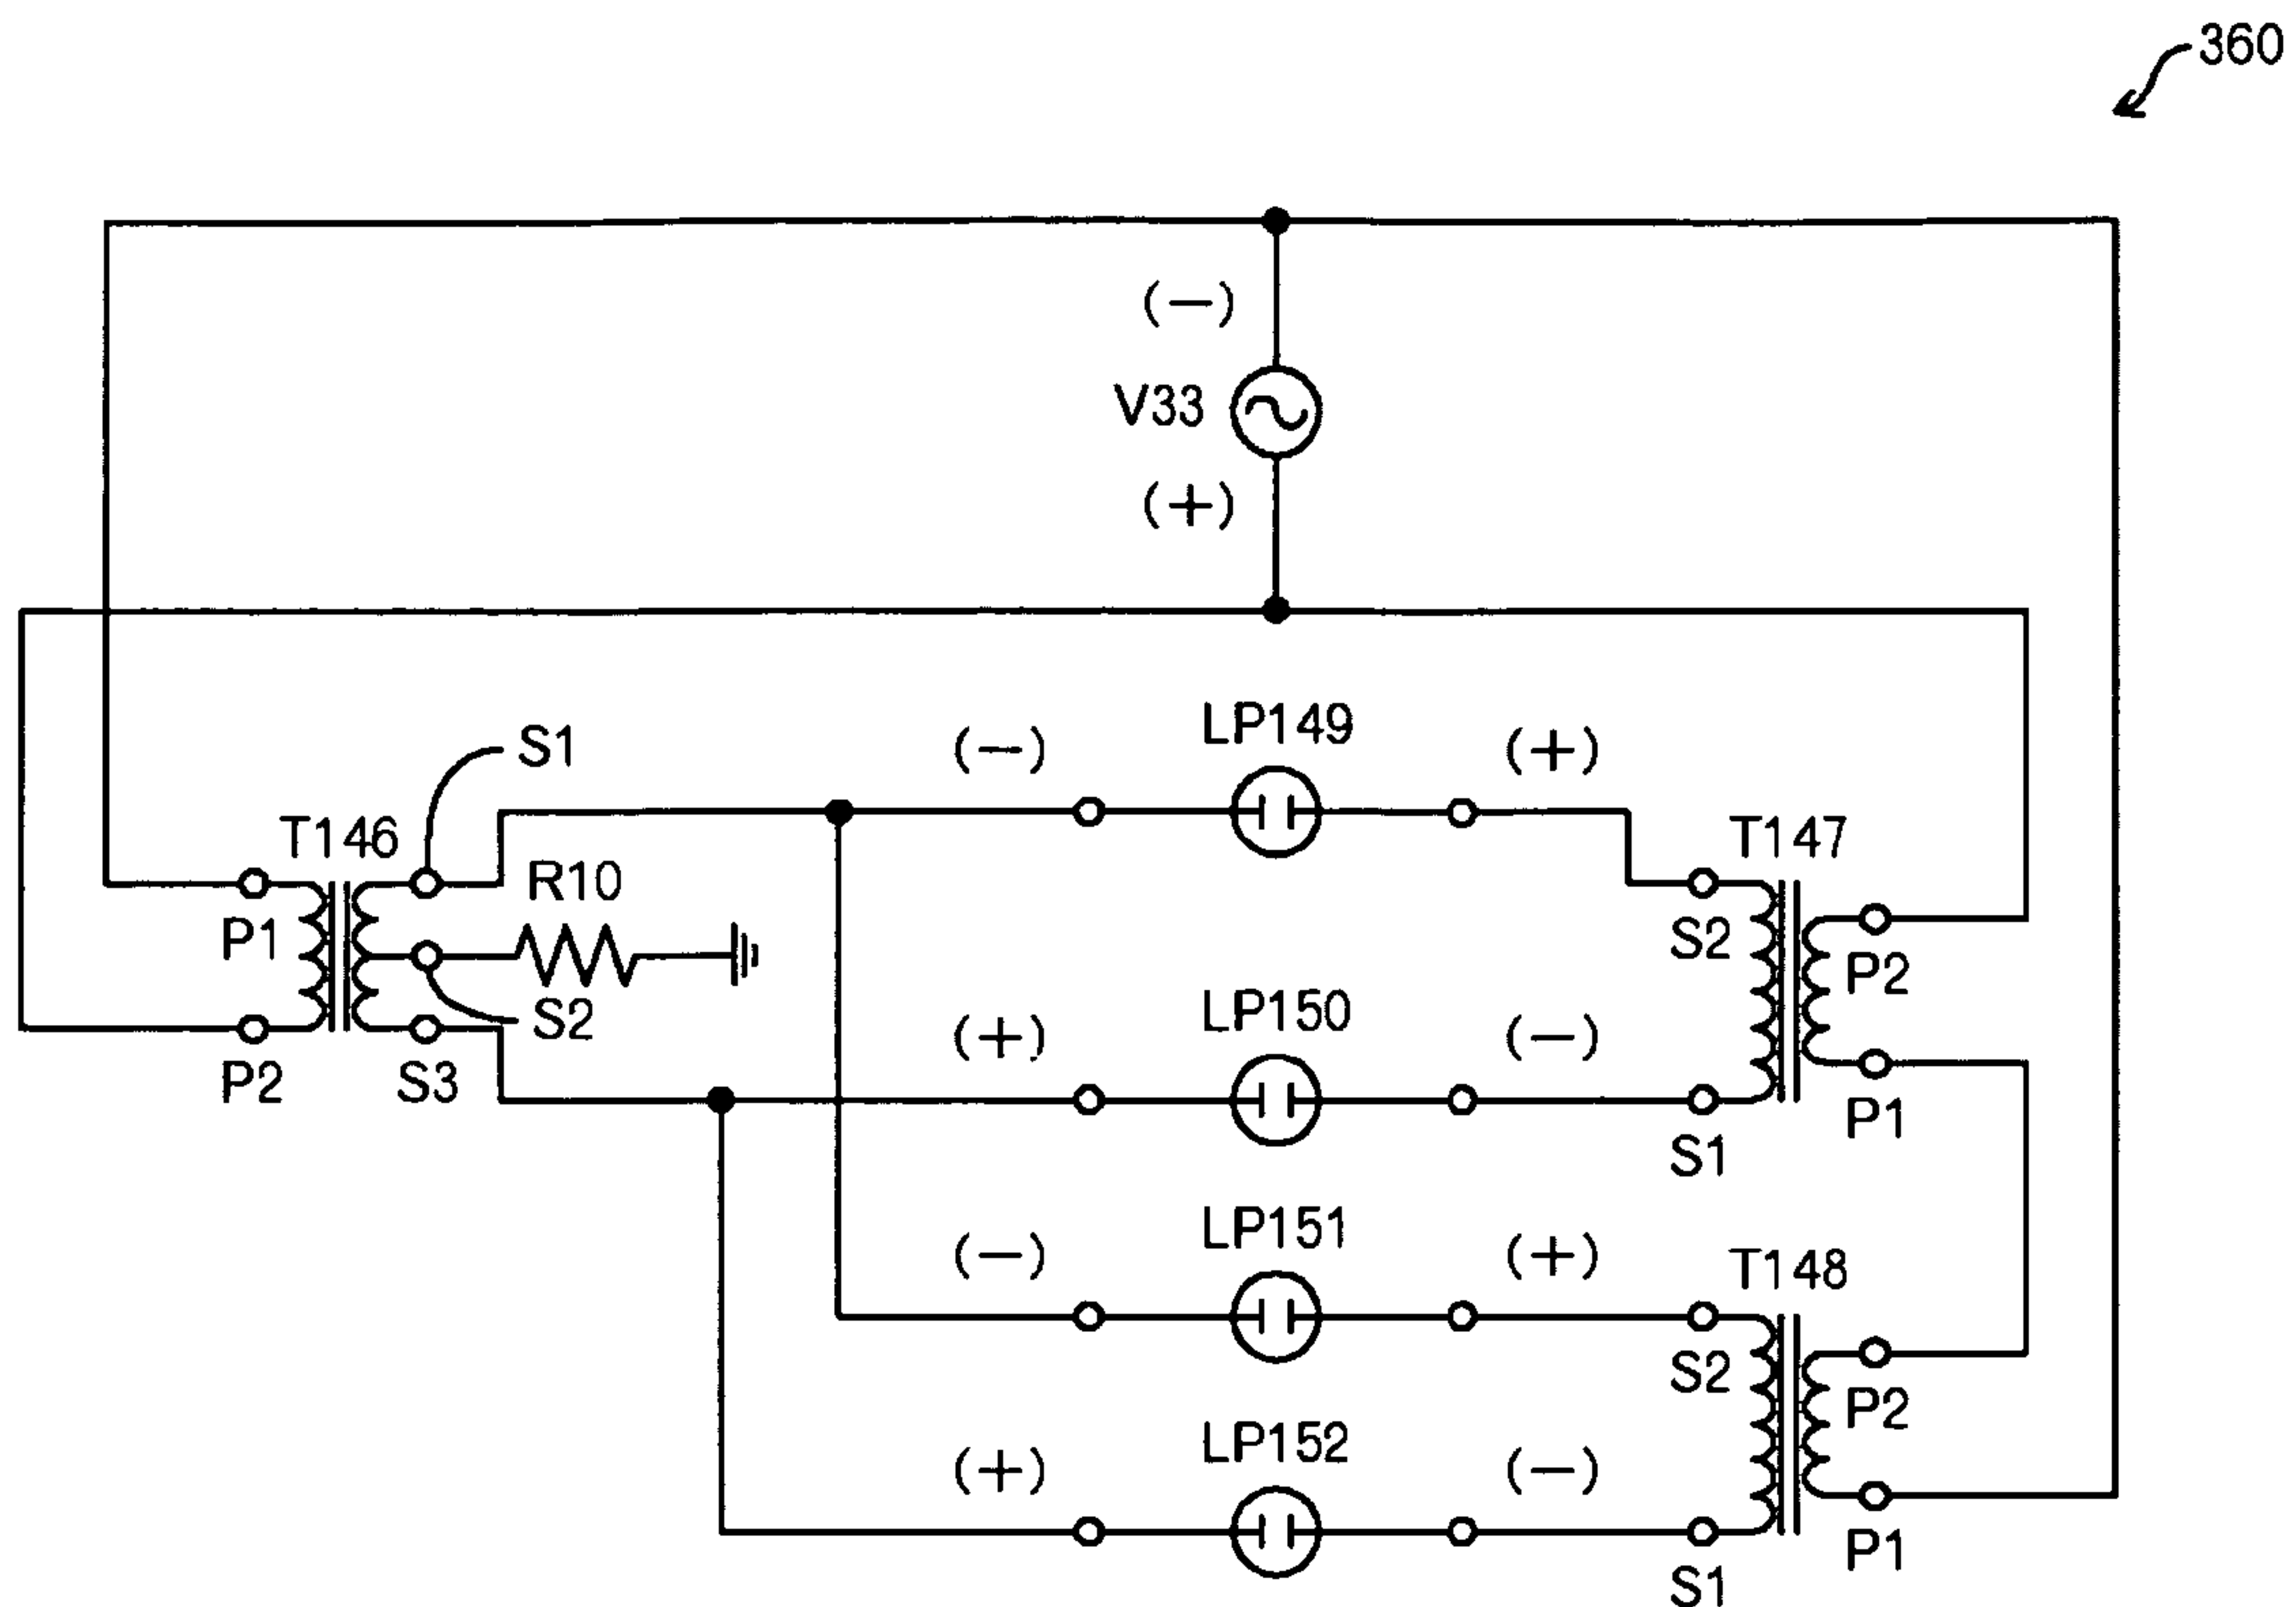 360
(−)
V33
(+)
LP149
S1
(−)
(+)
T146
T147
R10
P1
S2
P2
LP150
S2
(+)
(−)
P2
S3
P1
S1
LP151
(−)
(+)
T148
S2
P2
LP152
(+)
(−)
P1
S1